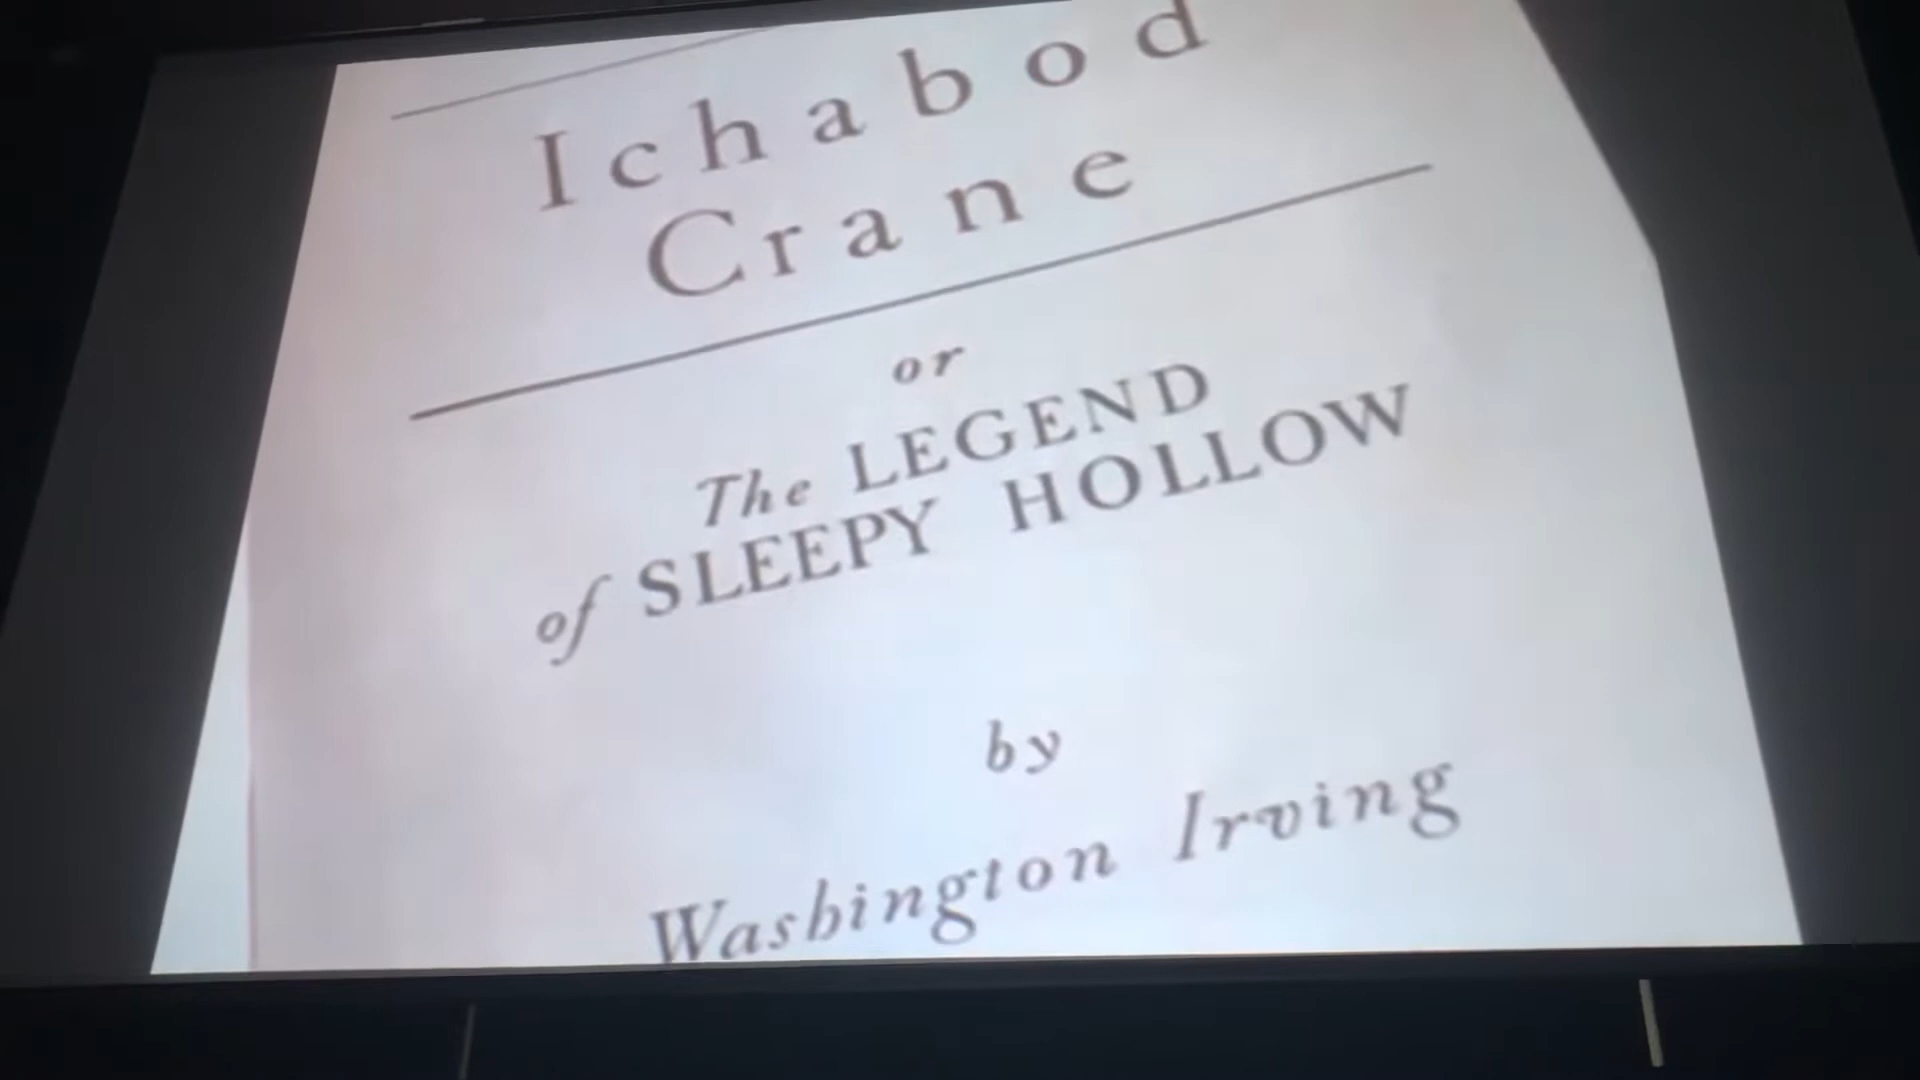 Ichabod
Crane
or
The LEGEND
of SLEEPY HOLLOW
by
Washington Irving